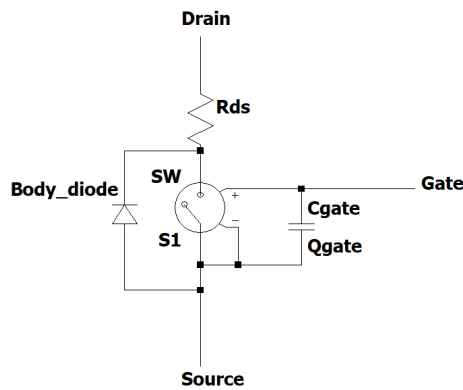 Drain
Rds
Body_diode
SW
+
Gate
−
Cgate
S1
Qgate
Source